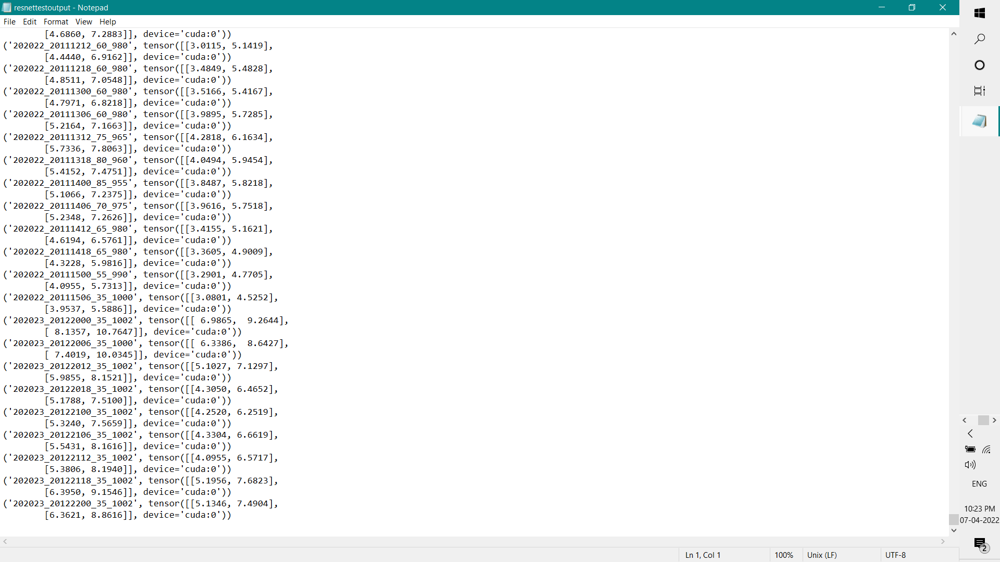 resnettestoutput - Notepad
File Edit Format View Help
        [4.6860, 7.2883]], device='cuda:0'))
('202022_20111212_60_980', tensor([[3.0115, 5.1419],
        [4.4440, 6.9162]], device='cuda:0'))
('202022_20111218_60_980', tensor([[3.4849, 5.4828],
        [4.8511, 7.0548]], device='cuda:0'))
('202022_20111300_60_980', tensor([[3.5166, 5.4167],
        [4.7971, 6.8218]], device='cuda:0'))
('202022_20111306_60_980', tensor([[3.9895, 5.7285],
        [5.2164, 7.1663]], device='cuda:0'))
('202022_20111312_75_965', tensor([[4.2818, 6.1634],
        [5.7336, 7.8063]], device='cuda:0'))
('202022_20111318_80_960', tensor([[4.0494, 5.9454],
        [5.4152, 7.4751]], device='cuda:0'))
('202022_20111400_85_955', tensor([[3.8487, 5.8218],
        [5.1066, 7.2375]], device='cuda:0'))
('202022_20111406_70_975', tensor([[3.9616, 5.7518],
        [5.2348, 7.2626]], device='cuda:0'))
('202022_20111412_65_980', tensor([[3.4155, 5.1621],
        [4.6194, 6.5761]], device='cuda:0'))
('202022_20111418_65_980', tensor([[3.3605, 4.9009],
        [4.3228, 5.9816]], device='cuda:0'))
('202022_20111500_55_990', tensor([[3.2901, 4.7705],
        [4.0955, 5.7313]], device='cuda:0'))
('202022_20111506_35_1000', tensor([[3.0801, 4.5252],
        [3.9537, 5.5886]], device='cuda:0'))
('202023_20122000_35_1002', tensor([[ 6.9865,  9.2644],
        [ 8.1357, 10.7647]], device='cuda:0'))
('202023_20122006_35_1000', tensor([[ 6.3386,  8.6427],
        [ 7.4019, 10.0345]], device='cuda:0'))
('202023_20122012_35_1002', tensor([[5.1027, 7.1297],
        [5.9855, 8.1521]], device='cuda:0'))
('202023_20122018_35_1002', tensor([[4.3050, 6.4652],
        [5.1788, 7.5100]], device='cuda:0'))
('202023_20122100_35_1002', tensor([[4.2520, 6.2519],
        [5.3240, 7.5659]], device='cuda:0'))
('202023_20122106_35_1002', tensor([[4.3304, 6.6619],
        [5.5431, 8.1616]], device='cuda:0'))
('202023_20122112_35_1002', tensor([[4.0955, 6.5717],
        [5.3806, 8.1940]], device='cuda:0'))
('202023_20122118_35_1002', tensor([[5.1956, 7.6823],
        [6.3950, 9.1546]], device='cuda:0'))
('202023_20122200_35_1002', tensor([[5.1346, 7.4904],
        [6.3621, 8.8616]], device='cuda:0'))
Ln 1, Col 1 100% Unix (LF) UTF-8
ENG
10:23 PM
07-04-2022
2